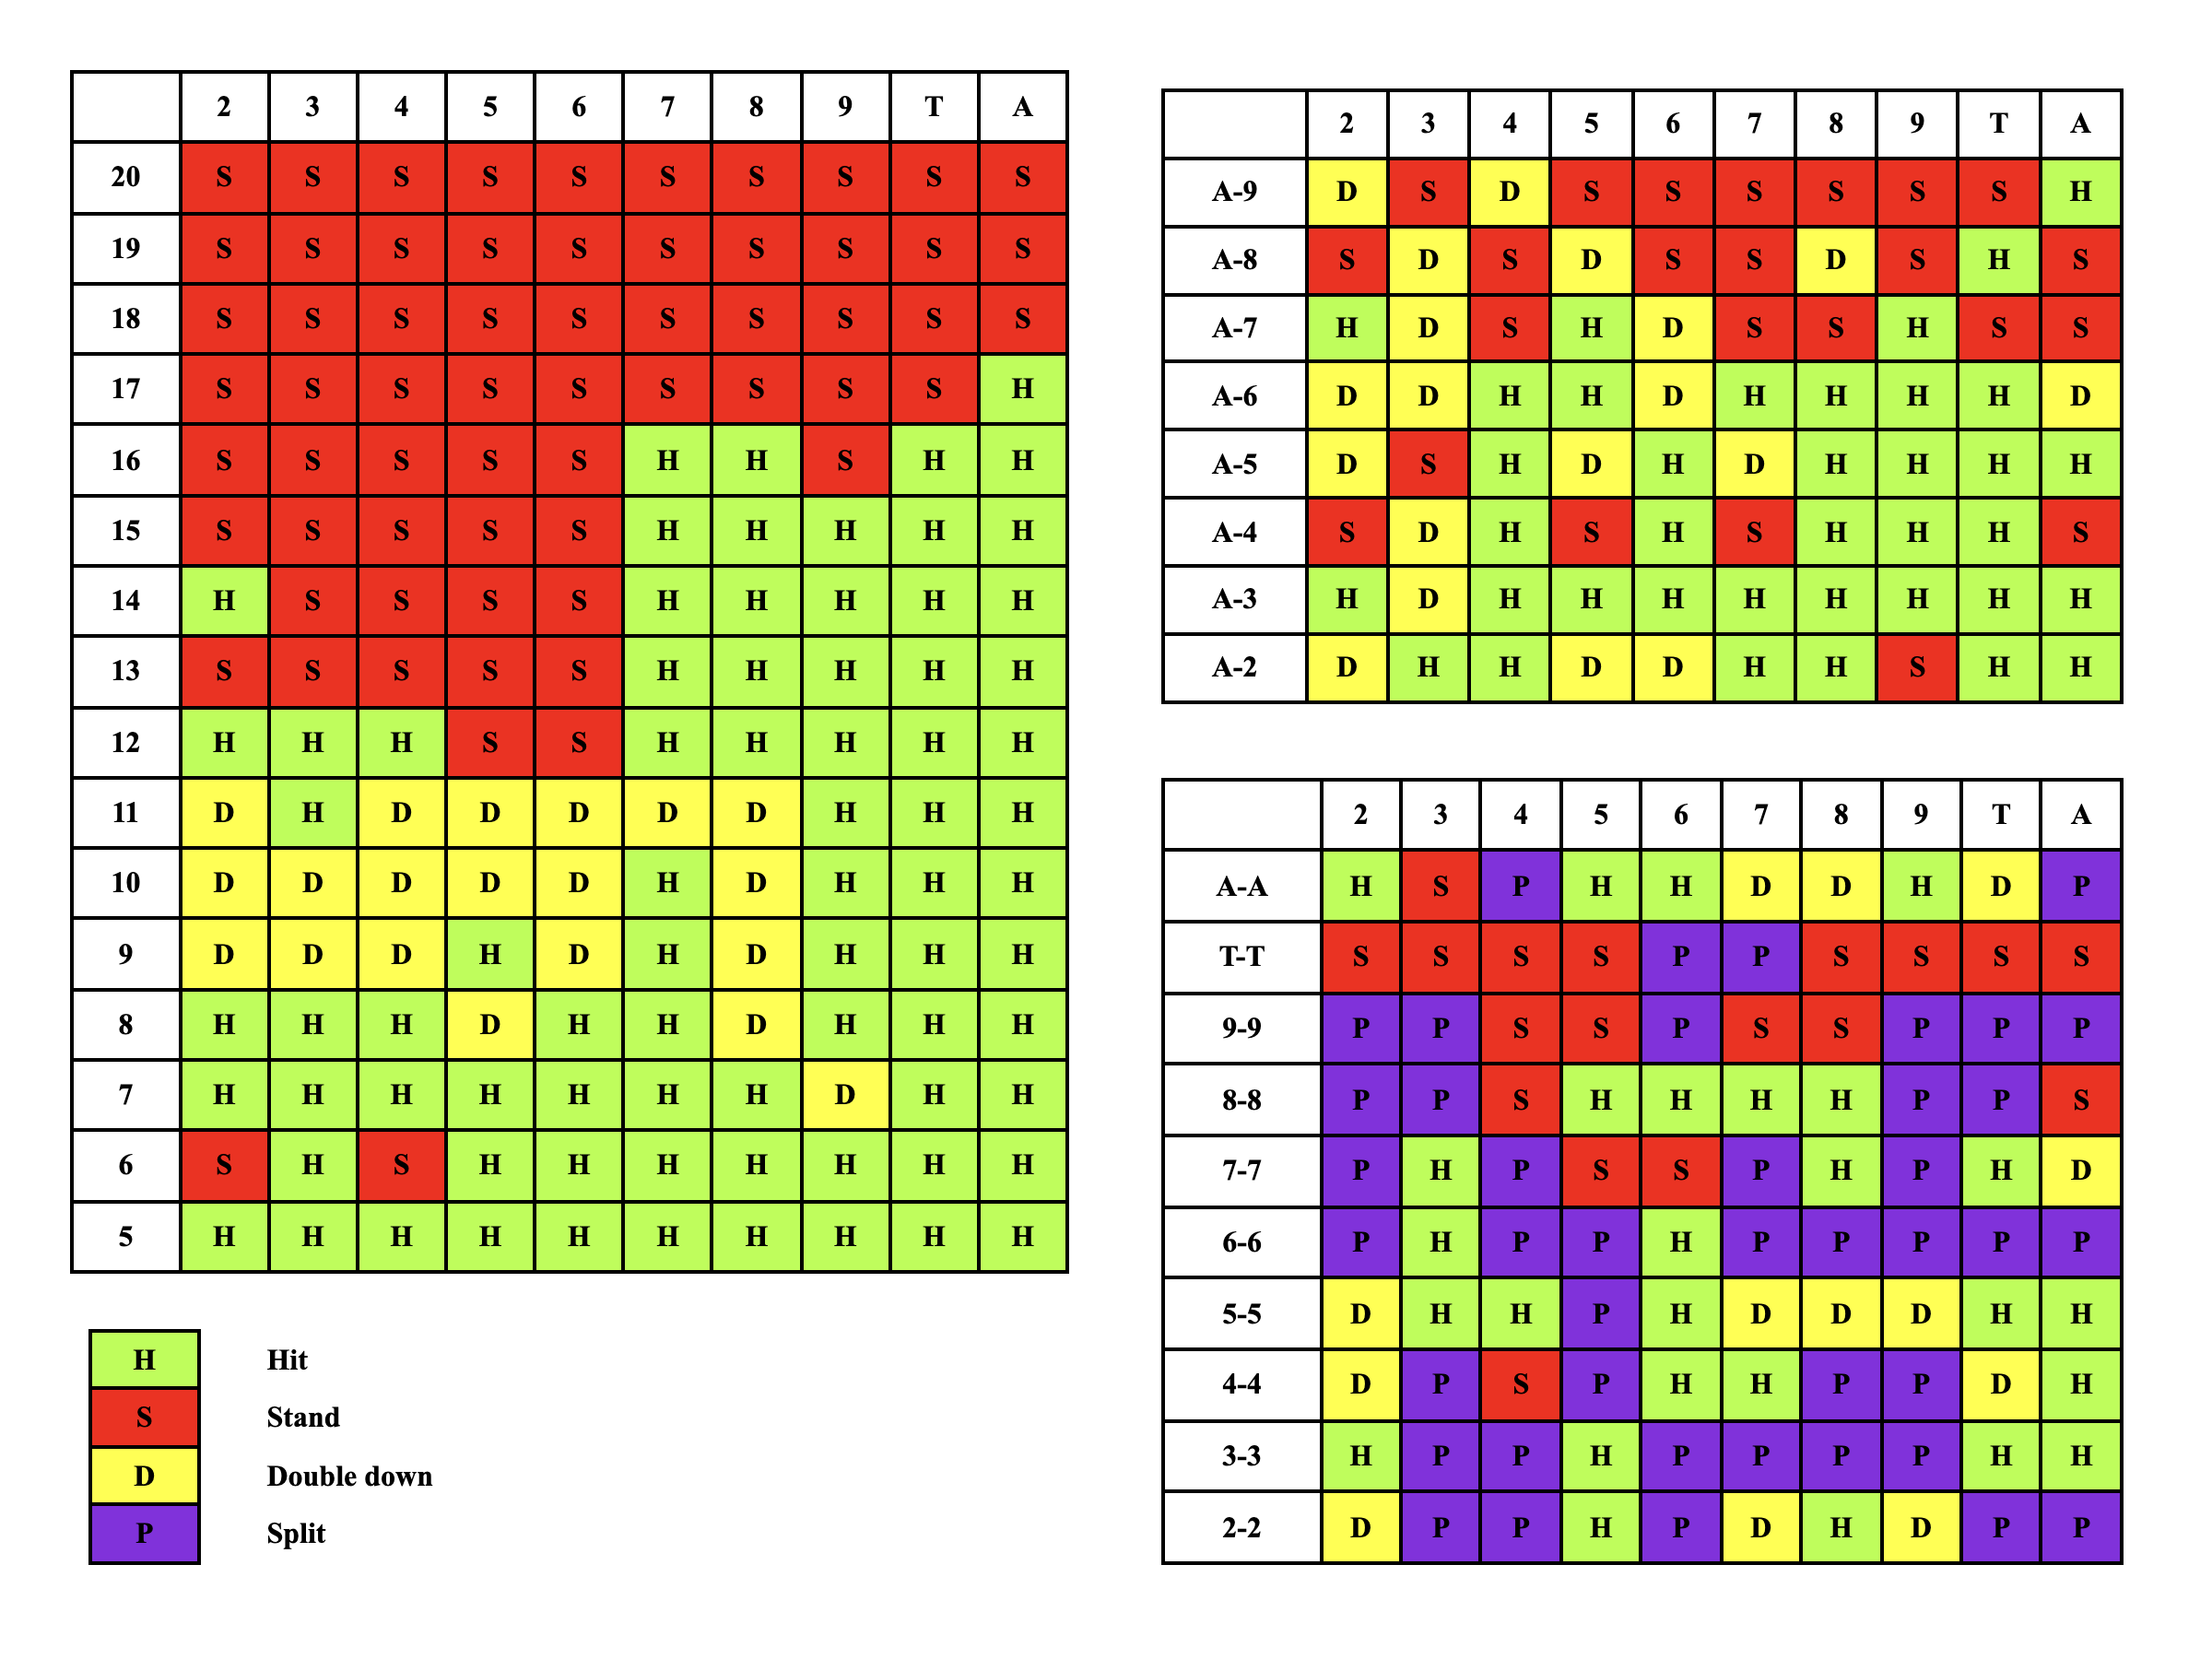 2 3 4 5 6 7 8 9 T A
20 S S S S S S S S S S
19 S S S S S S S S S S
18 S S S S S S S S S S
17 S S S S S S S S S H
16 S S S S S H H S H H
15 S S S S S H H H H H
14 H S S S S H H H H H
13 S S S S S H H H H H
12 H H H S S H H H H H
11 D H D D D D D H H H
10 D D D D D H D H H H
9 D D D H D H D H H H
8 H H H D H H D H H H
7 H H H H H H H D H H
6 S H S H H H H H H H
5 H H H H H H H H H H
H Hit
S Stand
D Double down
P Split
2 3 4 5 6 7 8 9 T A
A-9 D S D S S S S S S H
A-8 S D S D S S D S H S
A-7 H D S H D S S H S S
A-6 D D H H D H H H H D
A-5 D S H D H D H H H H
A-4 S D H S H S H H H S
A-3 H D H H H H H H H H
A-2 D H H D D H H S H H
2 3 4 5 6 7 8 9 T A
A-A H S P H H D D H D P
T-T S S S S P P S S S S
9-9 P P S S P S S P P P
8-8 P P S H H H H P P S
7-7 P H P S S P H P H D
6-6 P H P P H P P P P P
5-5 D H H P H D D D H H
4-4 D P S P H H P P D H
3-3 H P P H P P P P H H
2-2 D P P H P D H D P P